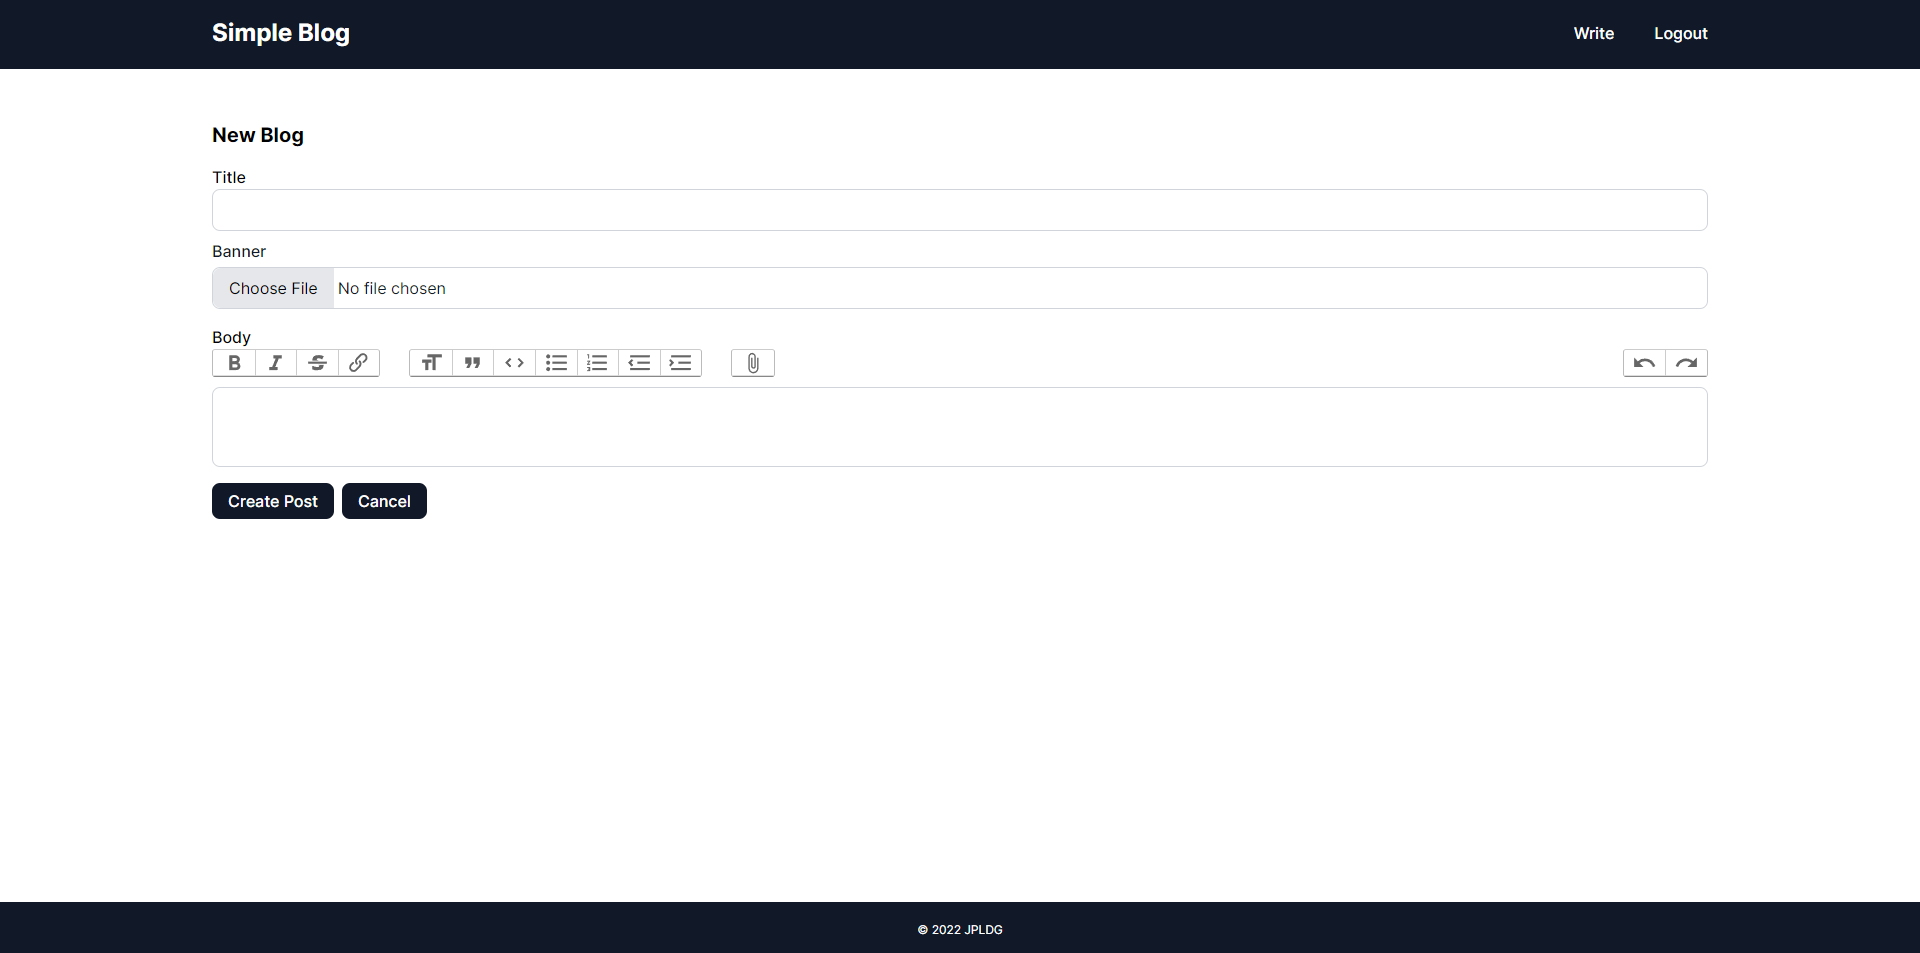 Simple Blog
Write
Logout
New Blog
Title
Banner
Choose File No file chosen
Body
Create Post
Cancel
© 2022 JPLDG